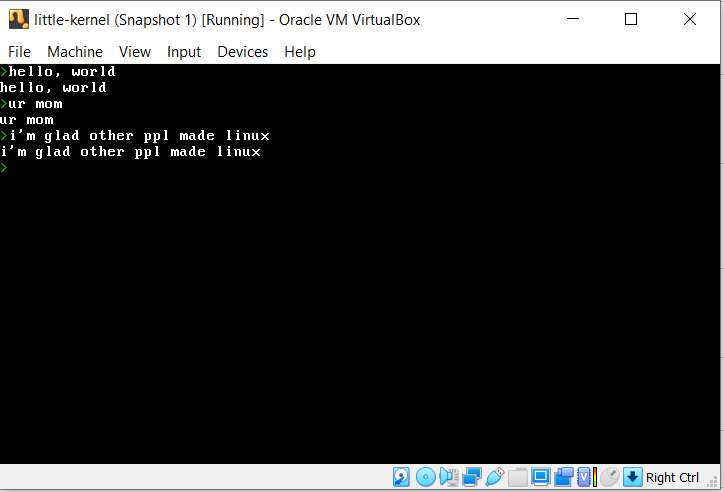 little-kernel (Snapshot 1) [Running] - Oracle VM VirtualBox
File Machine View Input Devices Help
>hello, world
hello, world
>ur mom
ur mom
>i'm glad other ppl made linux
i'm glad other ppl made linux
>
Right Ctrl